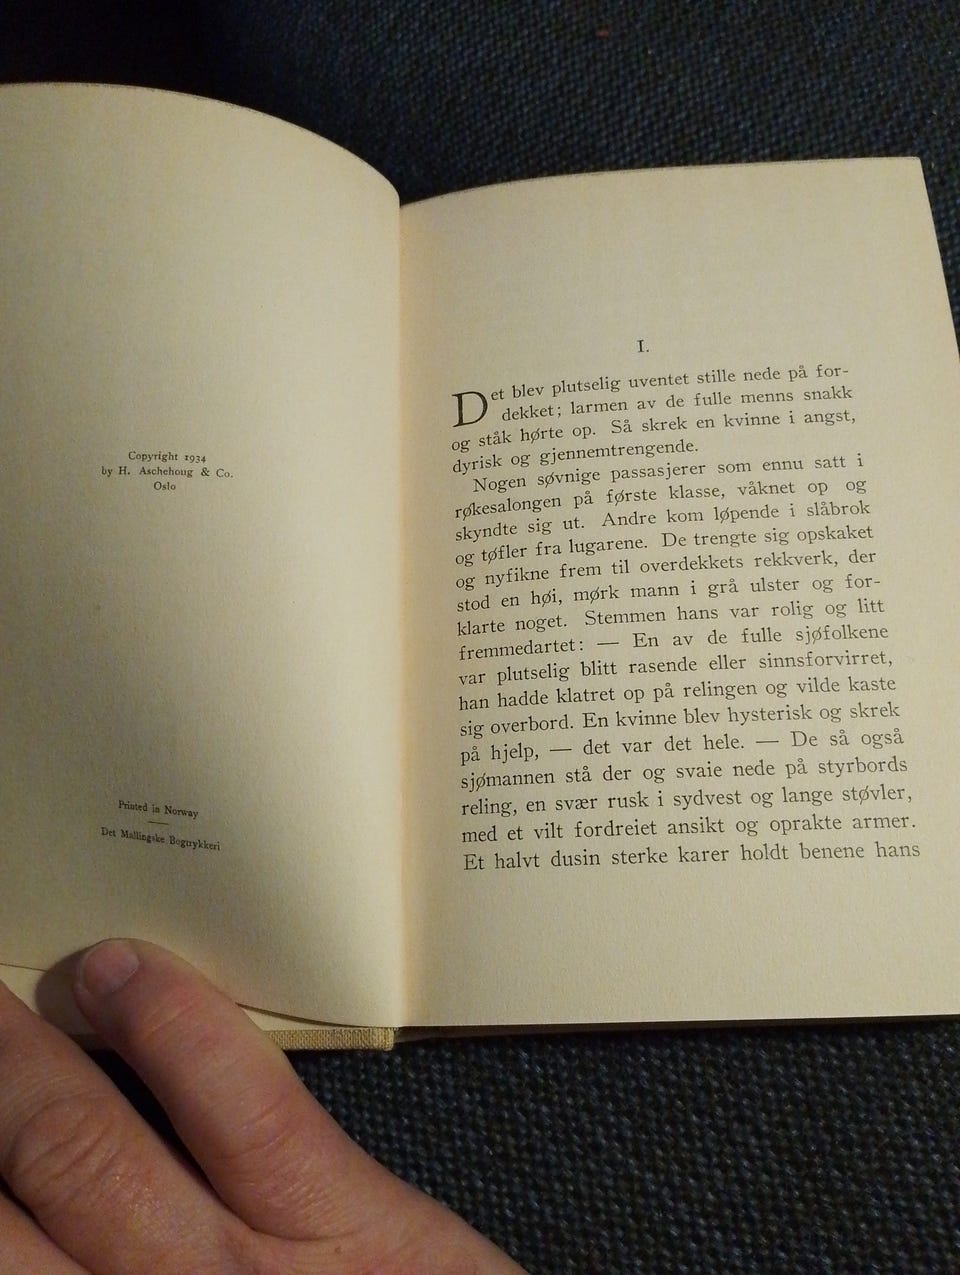 Copyright 1934
by H. Aschehoug & Co.
Oslo
Printed in Norway
Det Mallingske Bogtrykkeri
I.
Det blev plutselig uventet stille nede på for-
dekket; larmen av de fulle menns snakk
og ståk hørte op. Så skrek en kvinne i angst,
dyrisk og gjennemtrengende.
Nogen søvnige passasjerer som ennu satt i
røkesalongen på første klasse, våknet op og
skyndte sig ut. Andre kom løpende i slåbrok
og tøfler fra lugarene. De trengte sig opskaket
og nyfikne frem til overdekkets rekkverk, der
stod en høi, mørk mann i grå ulster og for-
klarte noget. Stemmen hans var rolig og litt
fremmedartet: — En av de fulle sjøfolkene
var plutselig blitt rasende eller sinnsforvirret,
han hadde klatret op på relingen og vilde kaste
sig overbord. En kvinne blev hysterisk og skrek
på hjelp, — det var det hele. — De så også
sjømannen stå der og svaie nede på styrbords
reling, en svær rusk i sydvest og lange støvler,
med et vilt fordreiet ansikt og oprakte armer.
Et halvt dusin sterke karer holdt benene hans